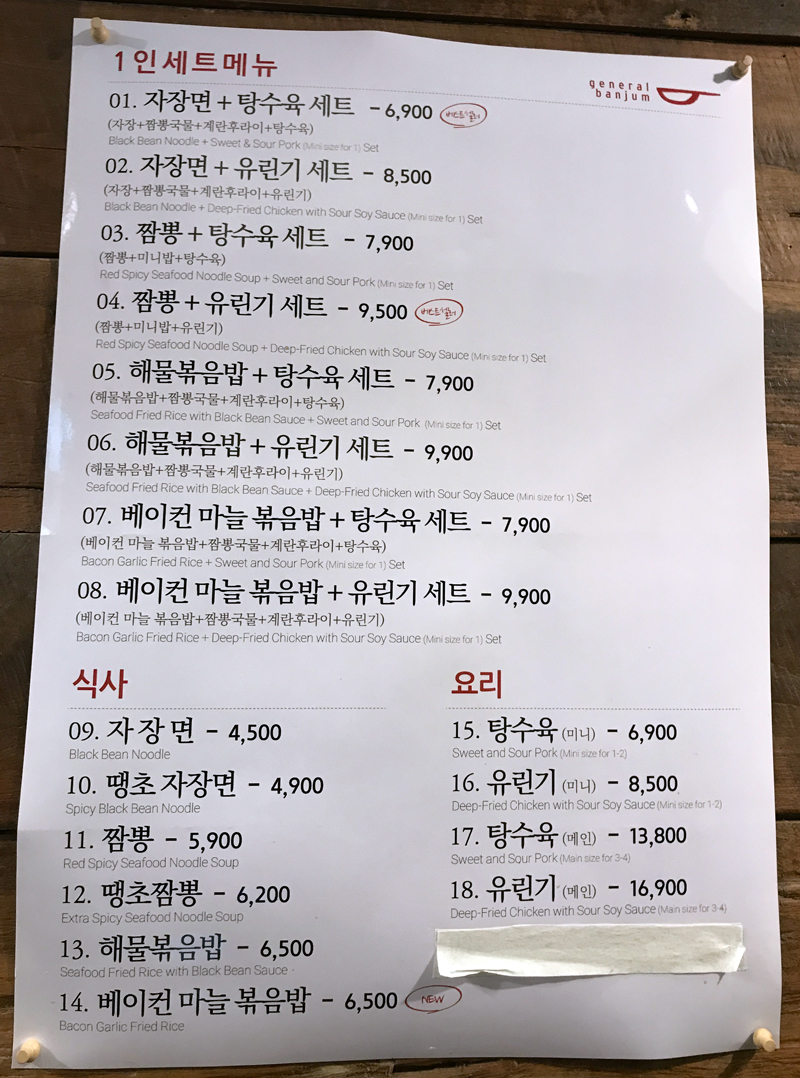 1인세트메뉴
general
banjum
01. 자장면 + 탕수육 세트 - 6,900 베스트셀러
(자장+짬뽕국물+계란후라이+탕수육)
Black Bean Noodle + Sweet & Sour Pork (Mini size for 1) Set
02. 자장면 + 유린기 세트 - 8,500
(자장+짬뽕국물+계란후라이+유린기)
Black Bean Noodle + Deep-Fried Chicken with Sour Soy Sauce (Mini size for 1) Set
03. 짬뽕 + 탕수육 세트 - 7,900
(짬뽕+미니밥+탕수육)
Red Spicy Seafood Noodle Soup + Sweet and Sour Pork (Mini size for 1) Set
04. 짬뽕 + 유린기 세트 - 9,500 베스트셀러
(짬뽕+미니밥+유린기)
Red Spicy Seafood Noodle Soup + Deep-Fried Chicken with Sour Soy Sauce (Mini size for 1) Set
05. 해물볶음밥 + 탕수육 세트 - 7,900
(해물볶음밥+짬뽕국물+계란후라이+탕수육)
Seafood Fried Rice with Black Bean Sauce + Sweet and Sour Pork (Mini size for 1) Set
06. 해물볶음밥 + 유린기 세트 - 9,900
(해물볶음밥+짬뽕국물+계란후라이+유린기)
Seafood Fried Rice with Black Bean Sauce + Deep-Fried Chicken with Sour Soy Sauce (Mini size for 1) Set
07. 베이컨 마늘 볶음밥 + 탕수육 세트 - 7,900
(베이컨 마늘 볶음밥+짬뽕국물+계란후라이+탕수육)
Bacon Garlic Fried Rice + Sweet and Sour Pork (Mini size for 1) Set
08. 베이컨 마늘 볶음밥 + 유린기 세트 - 9,900
(베이컨 마늘 볶음밥+짬뽕국물+계란후라이+유린기)
Bacon Garlic Fried Rice + Deep-Fried Chicken with Sour Soy Sauce (Mini size for 1) Set
식사
09. 자장면 - 4,500
Black Bean Noodle
10. 땡초 자장면 - 4,900
Spicy Black Bean Noodle
11. 짬뽕 - 5,900
Red Spicy Seafood Noodle Soup
12. 땡초짬뽕 - 6,200
Extra Spicy Seafood Noodle Soup
13. 해물볶음밥 - 6,500
Seafood Fried Rice with Black Bean Sauce
14. 베이컨 마늘 볶음밥 - 6,500 NEW
Bacon Garlic Fried Rice
요리
15. 탕수육 (미니) - 6,900
Sweet and Sour Pork (Mini size for 1-2)
16. 유린기 (미니) - 8,500
Deep-Fried Chicken with Sour Soy Sauce (Mini size for 1-2)
17. 탕수육 (메인) - 13,800
Sweet and Sour Pork (Main size for 3-4)
18. 유린기 (메인) - 16,900
Deep-Fried Chicken with Sour Soy Sauce (Main size for 3-4)